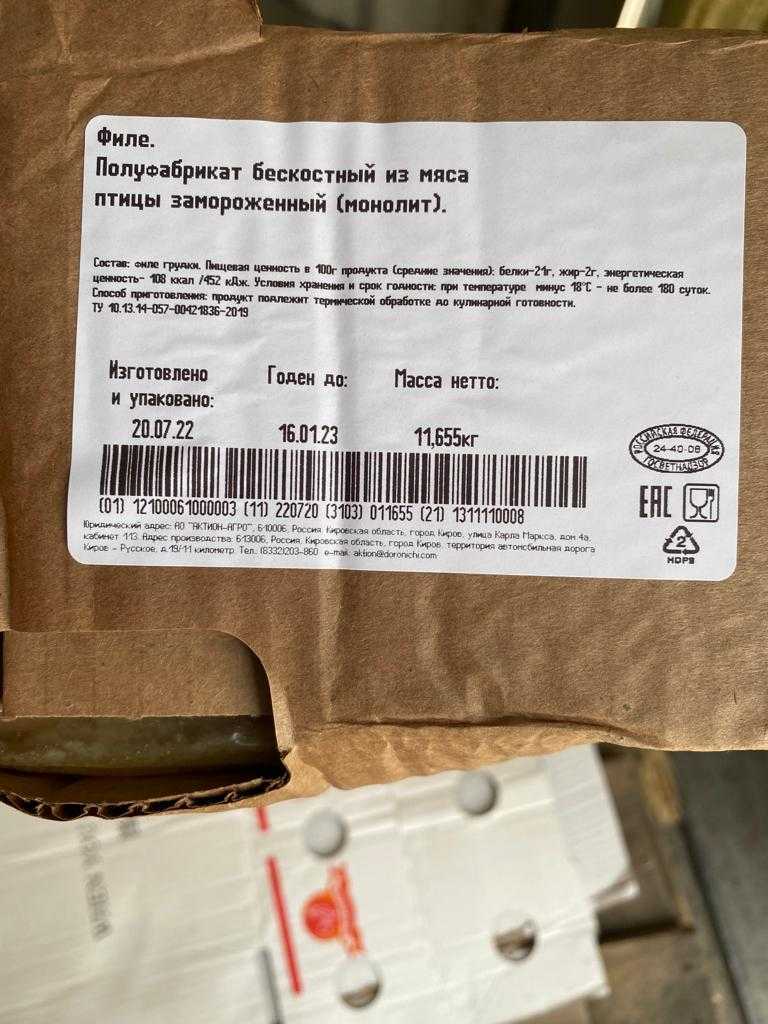 Филе.
Полуфабрикат бескостный из мяса
птицы замороженный (монолит).
Состав: филе грудки. Пищевая ценность в 100г продукта (средние значения): белки-21г, жир-2г, энергетическая
ценность- 108 ккал /452 кДж. Условия хранения и срок годности: при температуре минус 18°С - не более 180 суток.
Способ приготовления: продукт подлежит термической обработке до кулинарной готовности.
ТУ 10.13.14-057-00421836-2019
Изготовлено
и упаковано:
Годен до:
Масса нетто:
20.07.22
16.01.23
11,655кг
(01) 12100061000003 (11) 220720 (3103) 011655 (21) 1311110008
Юридический адрес: АО "АКТИОН-АГРО", 610006, Россия, Кировская область, город Киров, улица Карла Маркса, дом 4а,
кабинет 113. Адрес производства: 613006, Россия, Кировская область, город Киров, территория автомобильная дорога
Киров - Русское, д.19/11 километр. Тел. (8332)203-860 e-mail: aktion@doronichi.com
РОССИЙСКАЯ ФЕДЕРАЦИЯ
24-40-08
ГОСВЕТНАДЗОР
EAC
2
HDPE